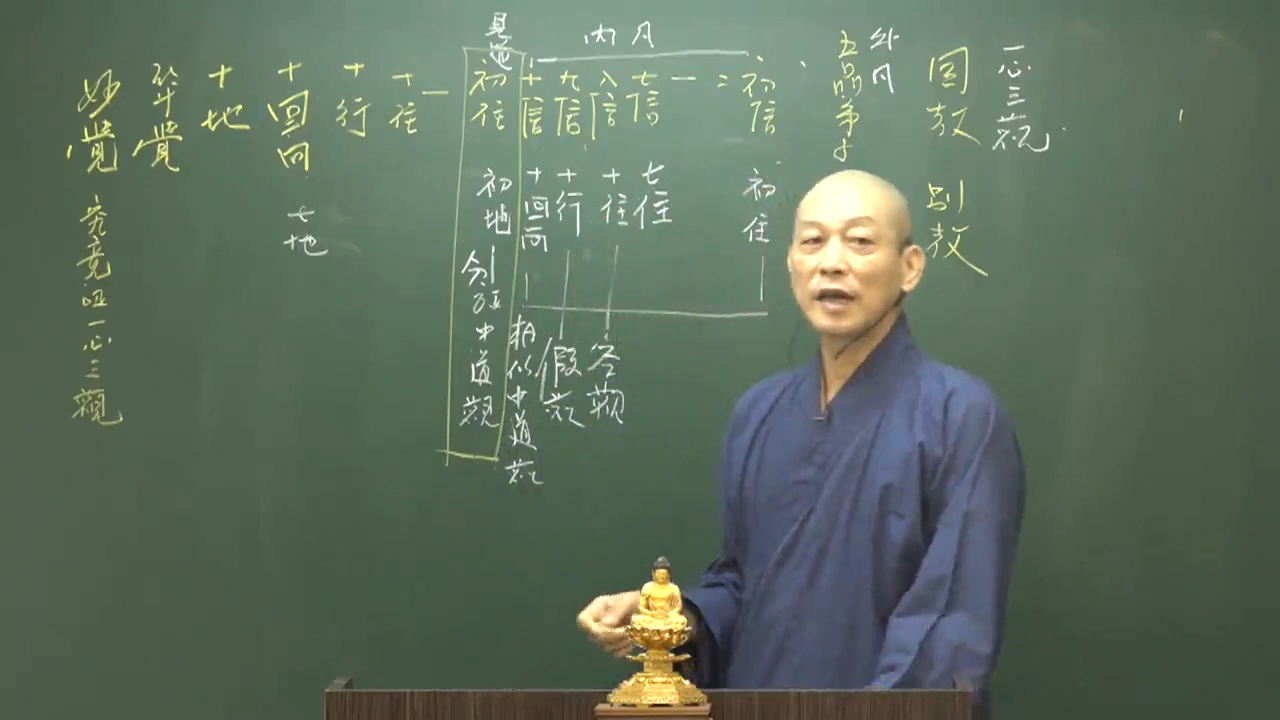 一心三觀
圓教
別教
外凡
五品弟子
內凡
初信
二
一
七信
八信
九信
十信
見道
初住
一
十住
十行
十回向
十地
等覺
妙覺
初住
七住
十住
十行
十回向
初地
七地
空觀
假觀
相似中道觀
分證中道觀
究竟證一心三觀